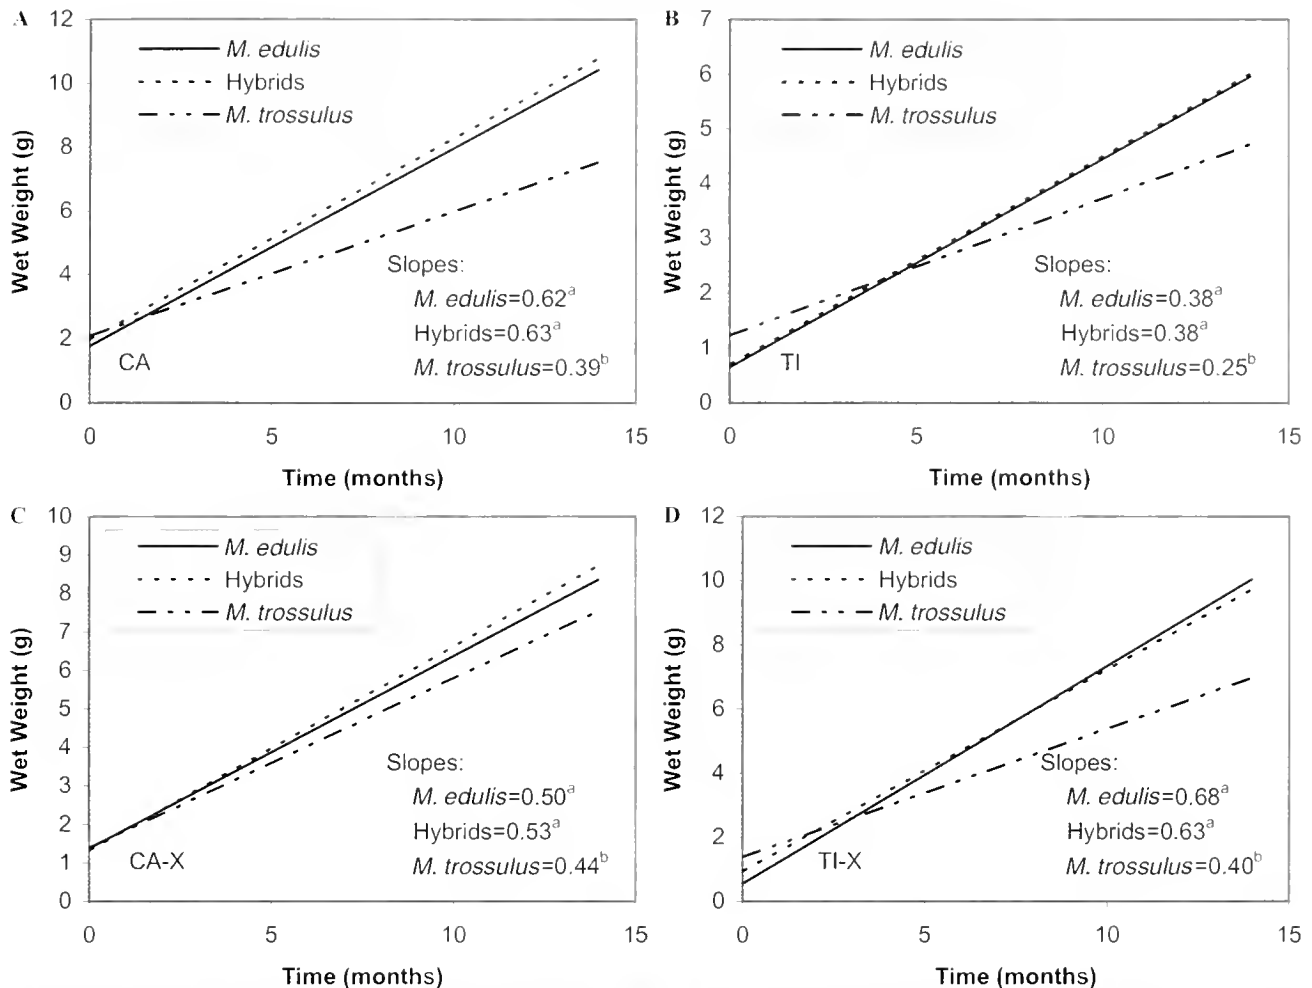 A
12
10
8
6
4
2
0
Wet Weight (g)
M. edulis
Hybrids
M. trossulus
Slopes:
M. edulis=0.62ᵃ
Hybrids=0.63ᵃ
M. trossulus=0.39ᵇ
CA
0 5 10 15
Time (months)
B
7
6
5
4
3
2
1
0
Wet Weight (g)
M. edulis
Hybrids
M. trossulus
Slopes:
M. edulis=0.38ᵃ
Hybrids=0.38ᵃ
M. trossulus=0.25ᵇ
TI
0 5 10 15
Time (months)
C
10
9
8
7
6
5
4
3
2
1
0
Wet Weight (g)
M. edulis
Hybrids
M. trossulus
Slopes:
M. edulis=0.50ᵃ
Hybrids=0.53ᵃ
M. trossulus=0.44ᵇ
CA-X
0 5 10 15
Time (months)
D
12
10
8
6
4
2
0
Wet Weight (g)
M. edulis
Hybrids
M. trossulus
Slopes:
M. edulis=0.68ᵃ
Hybrids=0.63ᵃ
M. trossulus=0.40ᵇ
TI-X
0 5 10 15
Time (months)